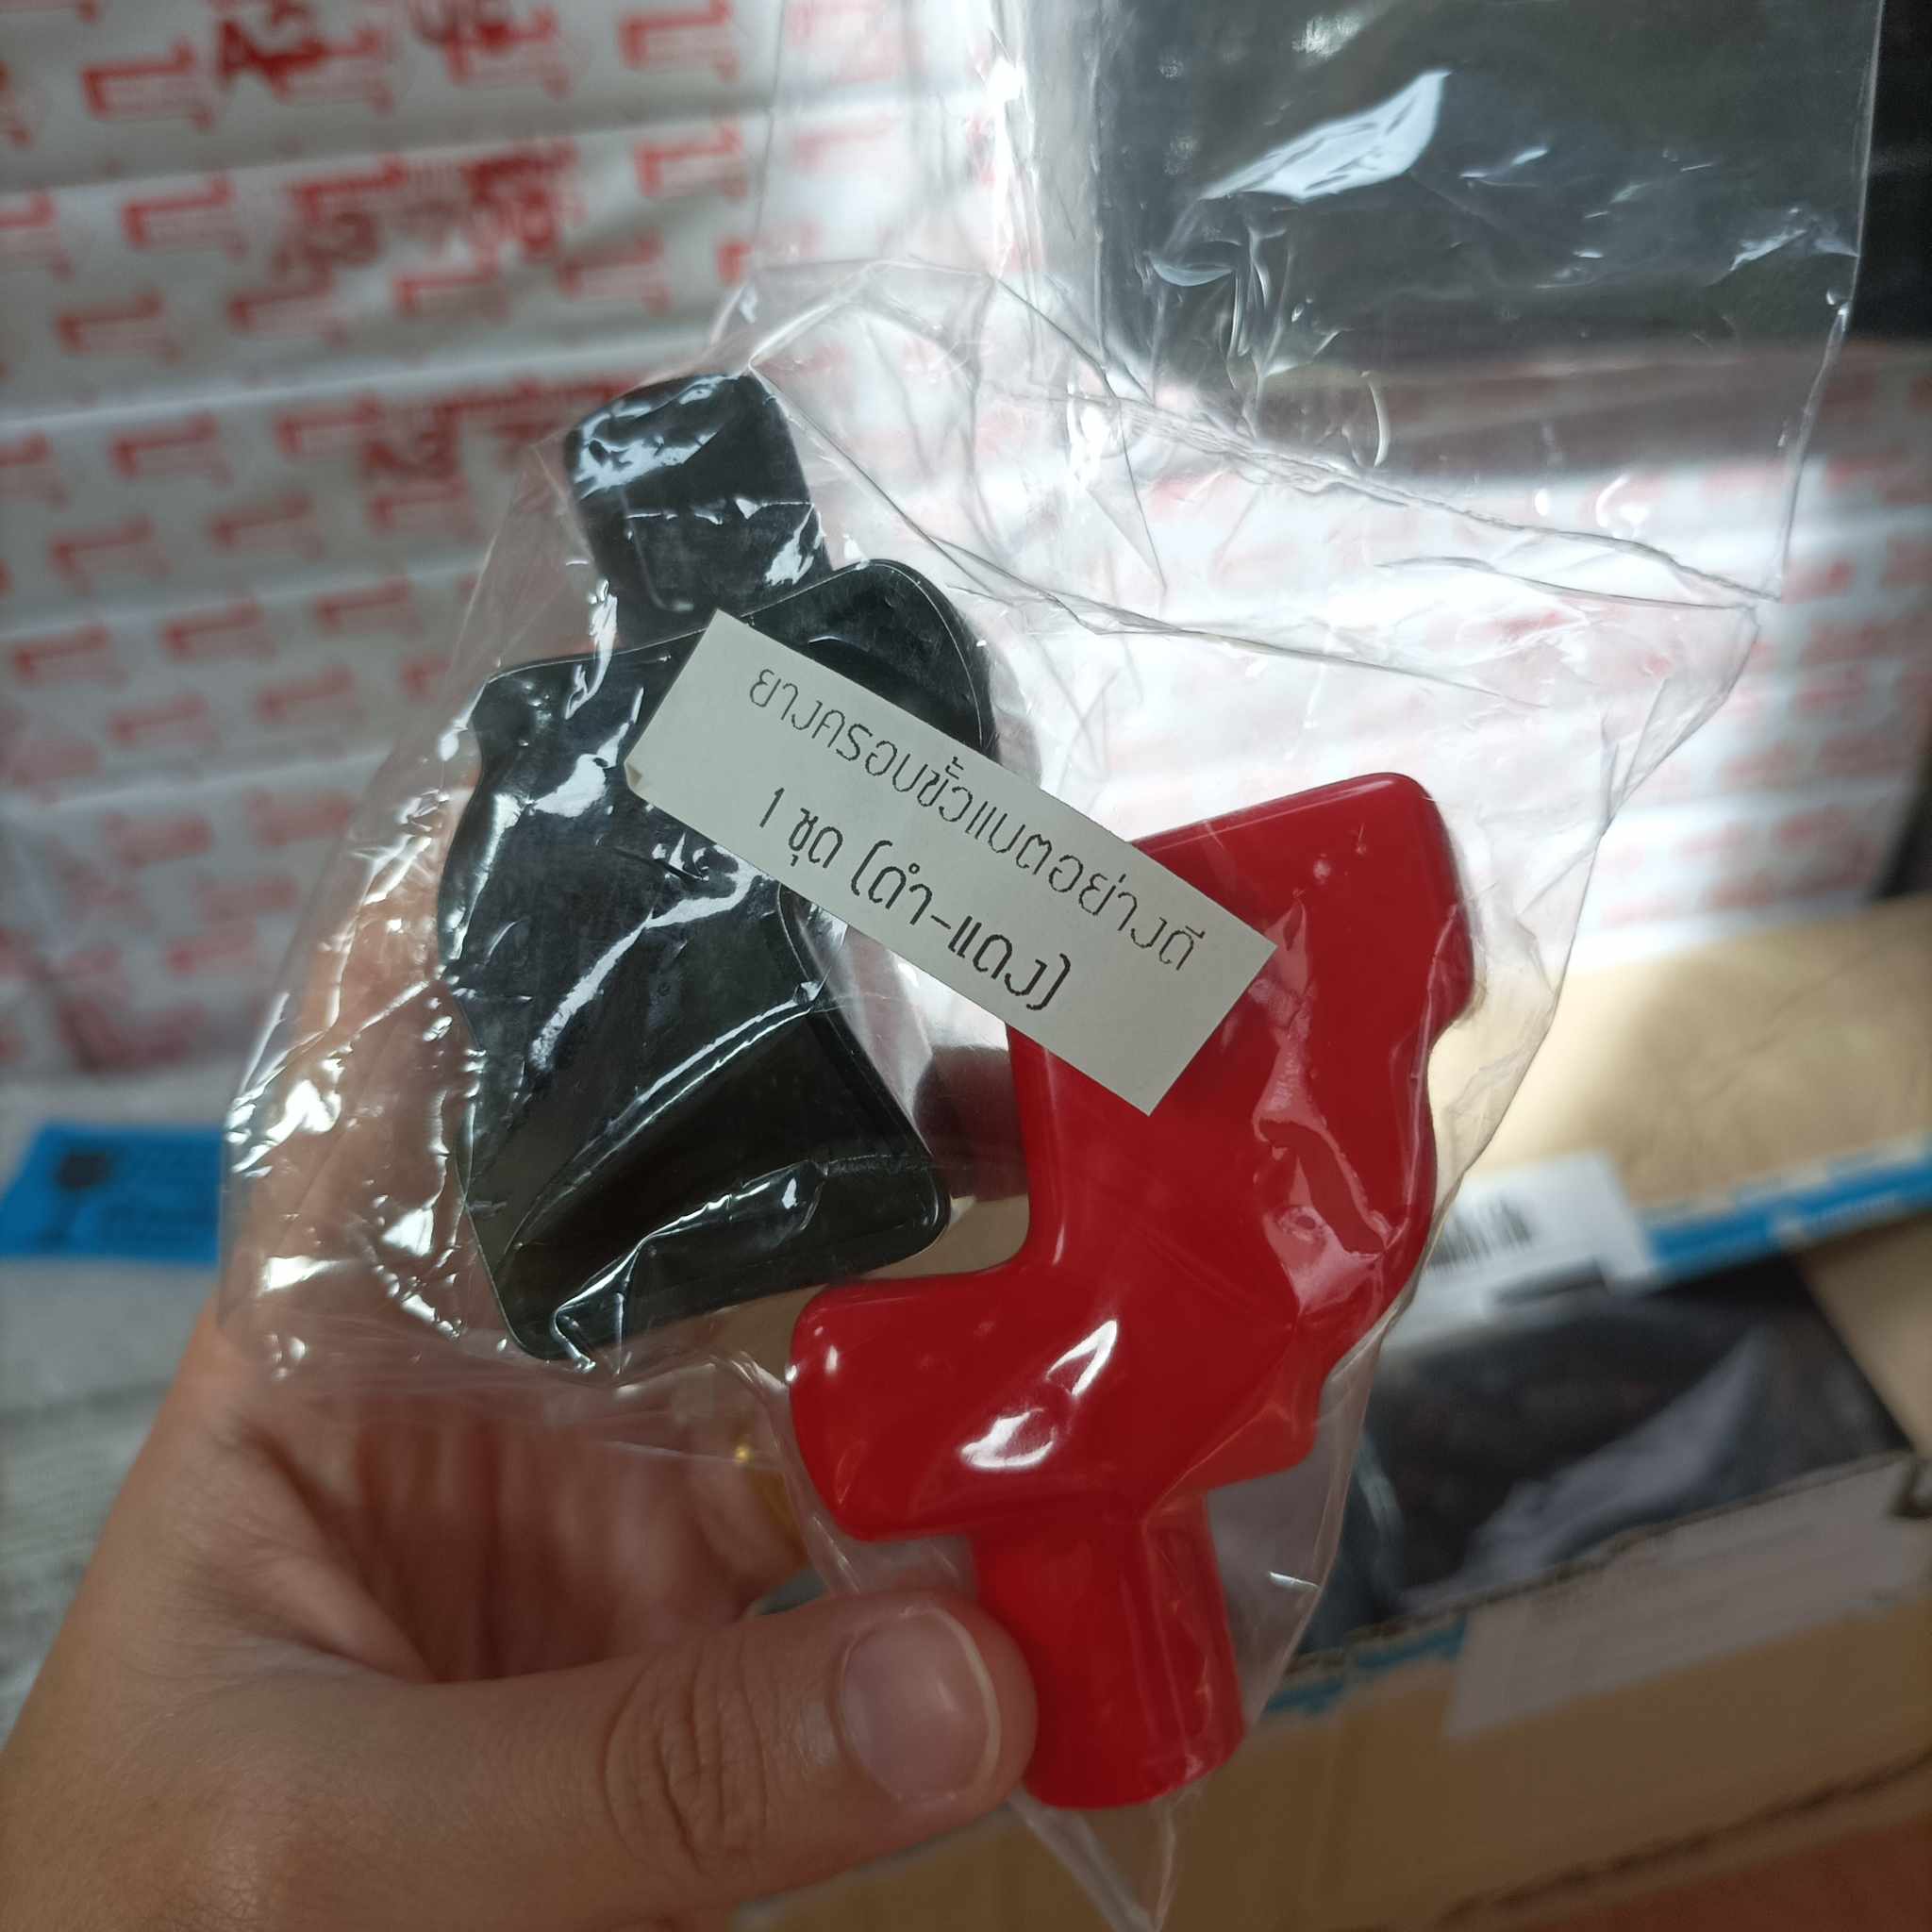 ยางครอบขั้วแบตอย่างดี
1 ชุด (ดำ-แดง)